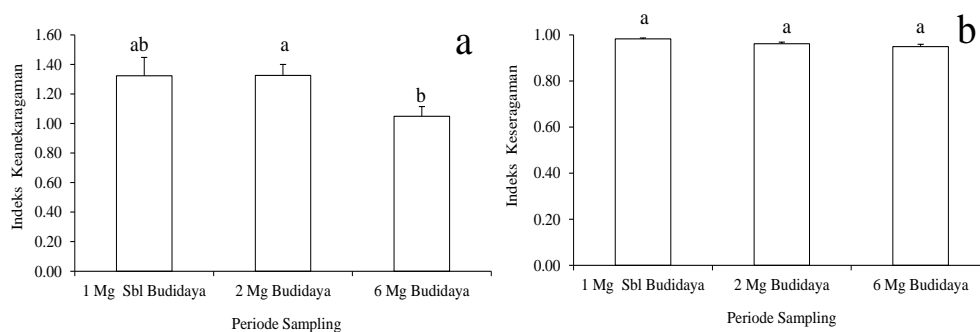 a
1.60
1.40
1.20
1.00
0.80
0.60
0.40
0.20
0.00
Indeks Keanekaragaman
ab
a
b
1 Mg Sbl Budidaya
2 Mg Budidaya
6 Mg Budidaya
Periode Sampling
b
1.00
0.80
0.60
0.40
0.20
0.00
Indeks Keseragaman
a
a
a
1 Mg Sbl Budidaya
2 Mg Budidaya
6 Mg Budidaya
Periode Sampling